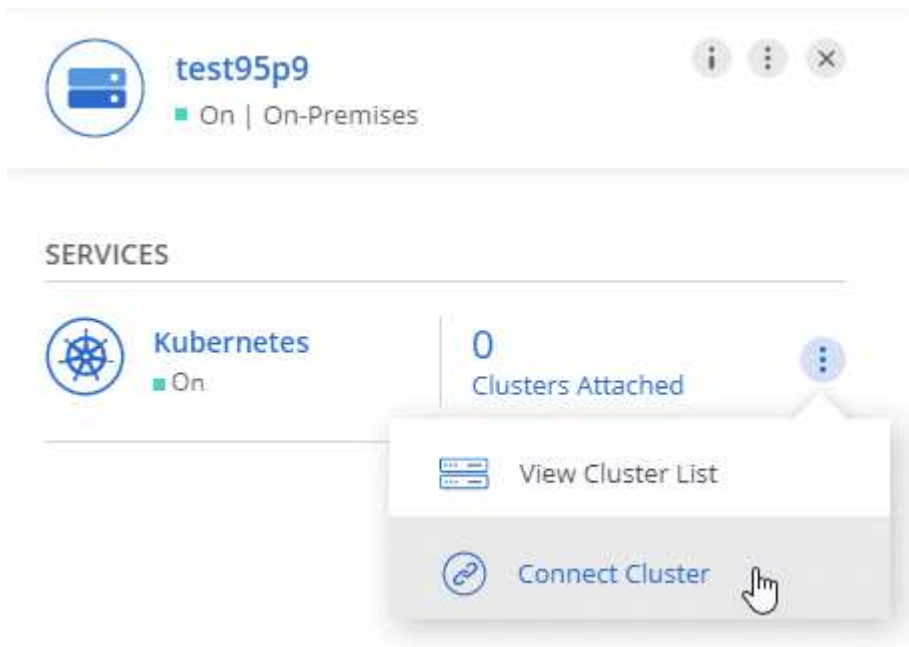 test95p9
On | On-Premises
SERVICES
Kubernetes
On
0
Clusters Attached
View Cluster List
Connect Cluster